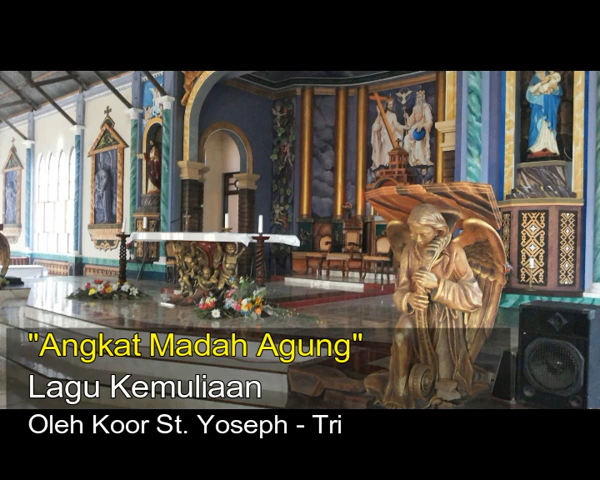 "Angkat Madah Agung"
Lagu Kemuliaan
Oleh Koor St. Yoseph - Tri